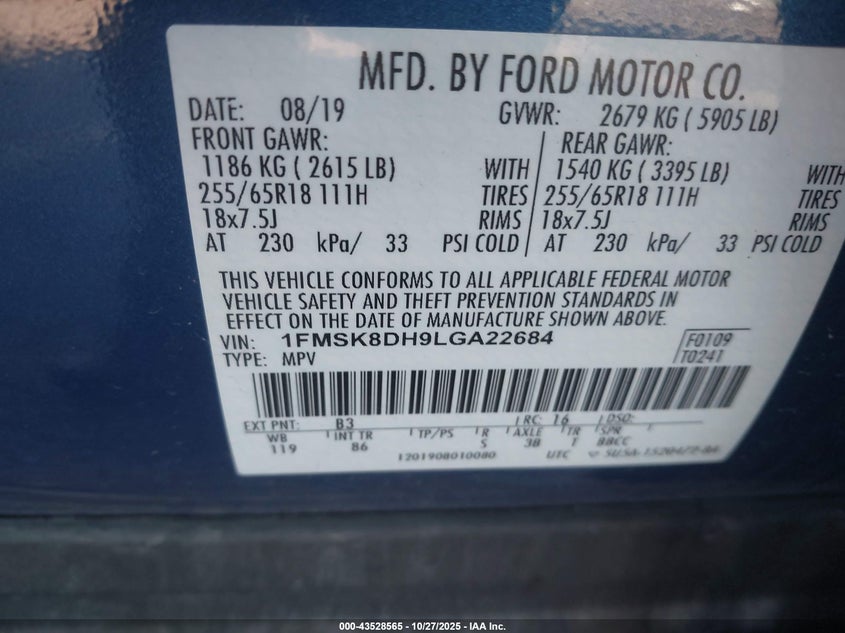 MFD. BY FORD MOTOR CO.
DATE: 08/19 GVWR: 2679 KG ( 5905 LB)
FRONT GAWR: REAR GAWR:
1186 KG ( 2615 LB) WITH 1540 KG ( 3395 LB) WITH
255/65R18 111H TIRES 255/65R18 111H TIRES
18x7.5J RIMS 18x7.5J RIMS
AT 230 kPa/ 33 PSI COLD AT 230 kPa/ 33 PSI COLD
THIS VEHICLE CONFORMS TO ALL APPLICABLE FEDERAL MOTOR
VEHICLE SAFETY AND THEFT PREVENTION STANDARDS IN
EFFECT ON THE DATE OF MANUFACTURE SHOWN ABOVE.
VIN: 1FMSK8DH9LGA22684 F0109
TYPE: MPV T0241
EXT PNT: B3 RC: 16 DSO:
WB INT TR TP/PS R AXLE TR SPR
119 86 S 38 T BBCC
1201908010080 UTC
000-43528565 | 10/27/2025 - IAA Inc.